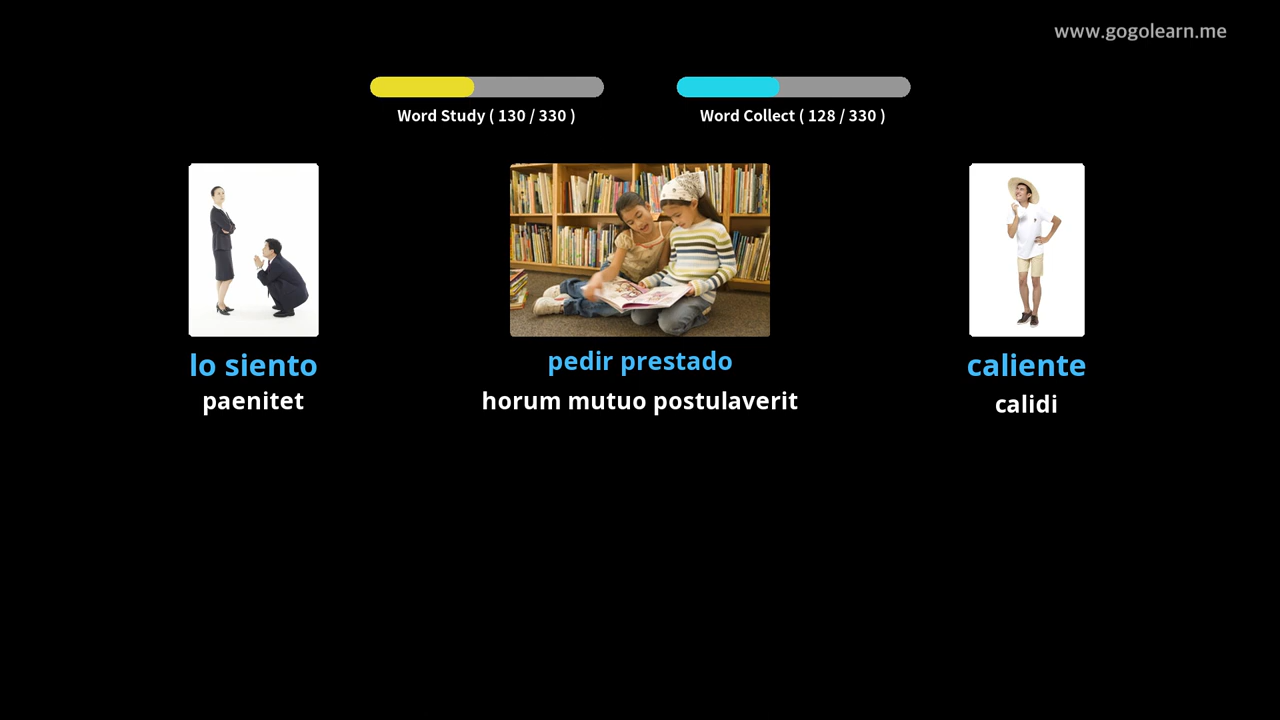 www.gogolearn.me
Word Study ( 130 / 330 )
Word Collect ( 128 / 330 )
lo siento
paenitet
pedir prestado
horum mutuo postulaverit
caliente
calidi